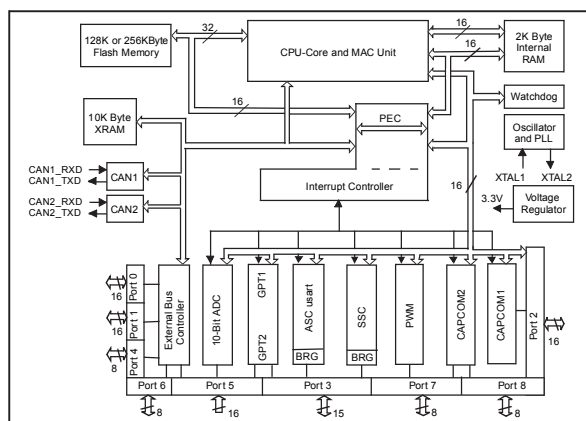 128K or 256KByte
Flash Memory
32
CPU-Core and MAC Unit
16
16
2K Byte
Internal
RAM
16
Watchdog
10K Byte
XRAM
PEC
Oscillator
and PLL
XTAL1
XTAL2
CAN1_RXD
CAN1_TXD
CAN1
CAN2_RXD
CAN2_TXD
CAN2
Interrupt Controller
16
3.3V
Voltage
Regulator
Port 0
16
Port 1
16
Port 4
8
External Bus
Controller
10-Bit ADC
GPT1
GPT2
ASC usart
BRG
SSC
BRG
PWM
CAPCOM2
CAPCOM1
Port 2
16
Port 6
Port 5
Port 3
Port 7
Port 8
8
16
15
8
8